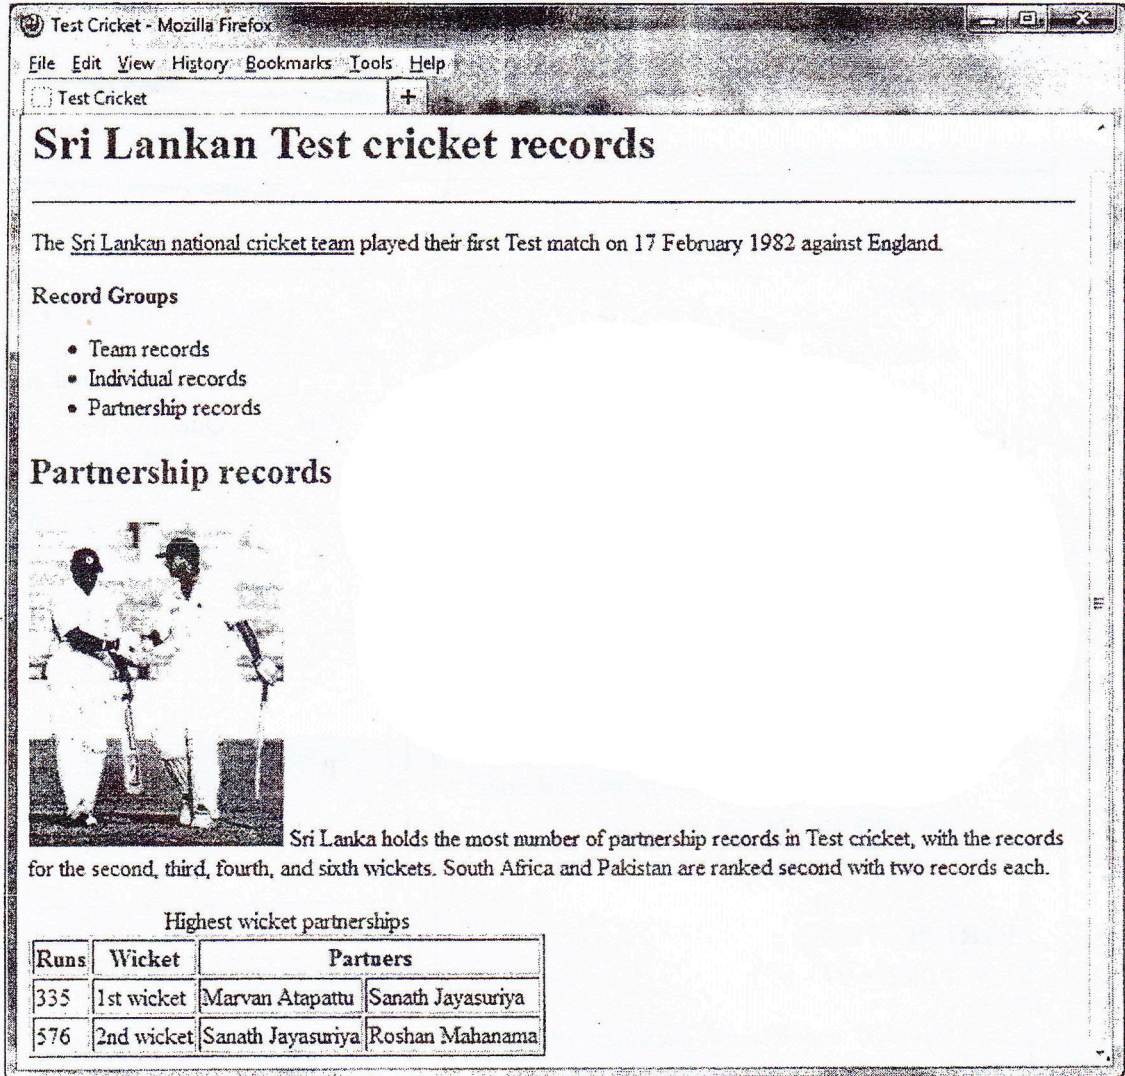 Test Cricket - Mozilla Firefox
File Edit View History Bookmarks Tools Help
Test Cricket +
Sri Lankan Test cricket records
The Sri Lankan national cricket team played their first Test match on 17 February 1982 against England.
Record Groups
• Team records
• Individual records
• Partnership records
Partnership records
Sri Lanka holds the most number of partnership records in Test cricket, with the records
for the second, third, fourth, and sixth wickets. South Africa and Pakistan are ranked second with two records each.
Highest wicket partnerships
Runs Wicket Partners
335 1st wicket Marvan Atapattu Sanath Jayasuriya
576 2nd wicket Sanath Jayasuriya Roshan Mahanama